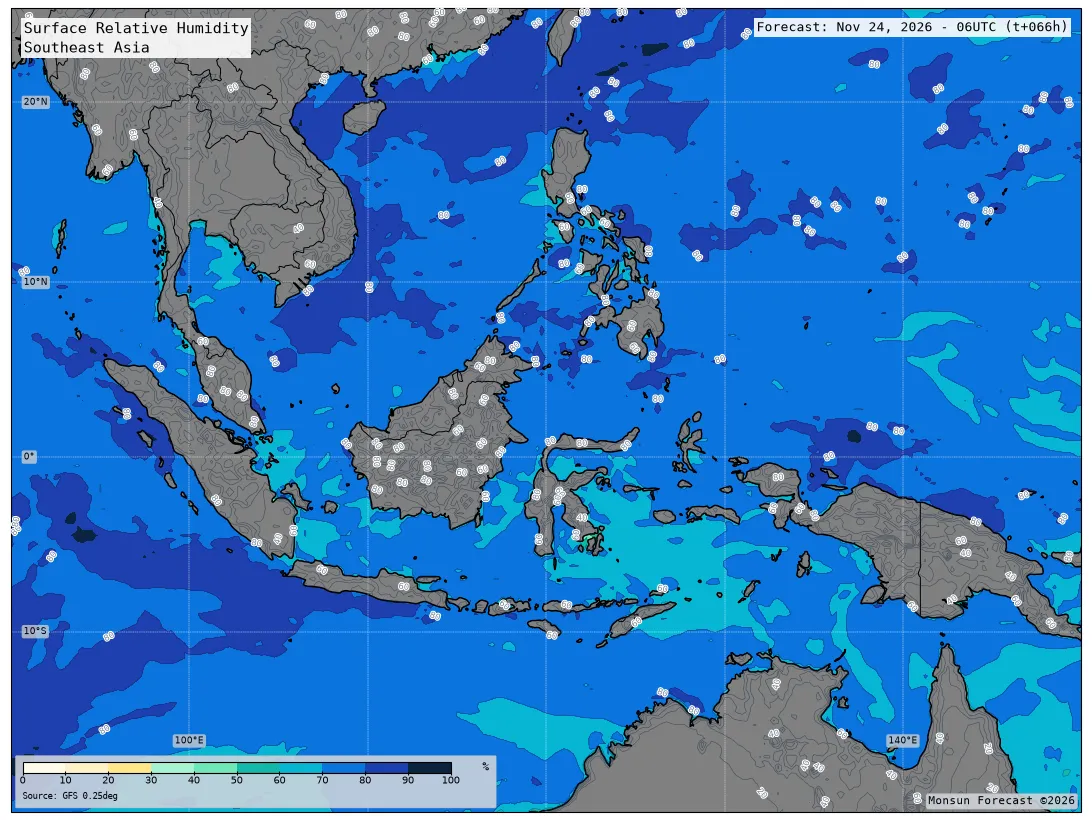 Surface Relative Humidity
Southeast Asia
Forecast: Nov 24, 2026 - 06UTC (t+066h)
20°N
10°N
0°
10°S
100°E
140°E
%
0 10 20 30 40 50 60 70 80 90 100
Source: GFS 0.25deg
Monsun Forecast ©2026